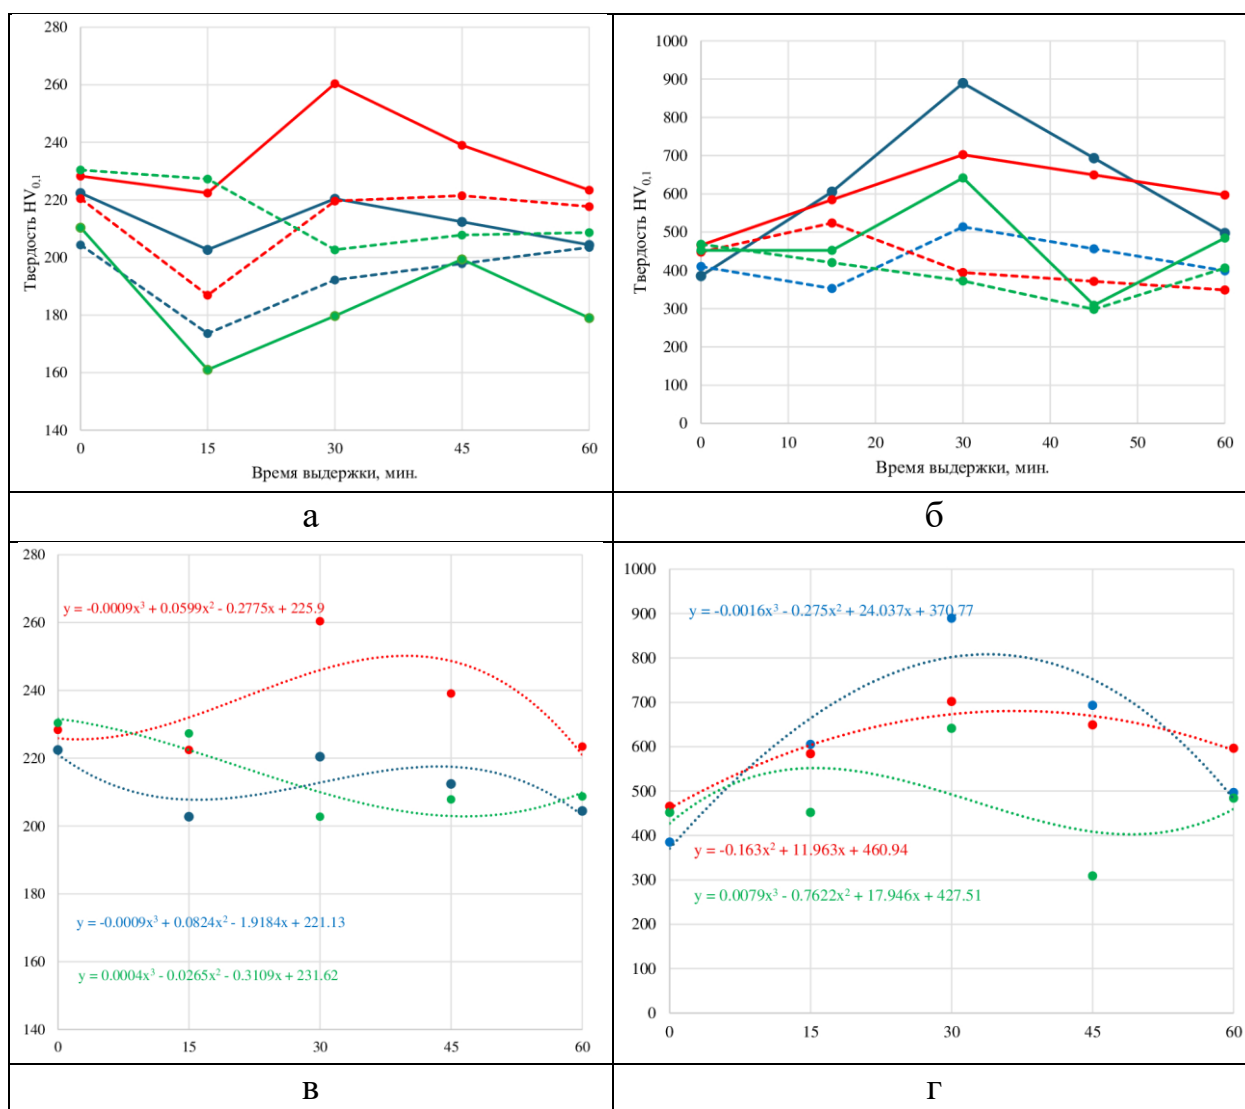 280
260
240
220
200
180
160
140
Твердость HV0,1
0 15 30 45 60
Время выдержки, мин.
1000
900
800
700
600
500
400
300
200
100
0
Твердость HV0,1
0 10 20 30 40 50 60
Время выдержки, мин.
а б
280
260
240
220
200
180
160
140
y = -0.0009x³ + 0.0599x² - 0.2775x + 225.9
y = -0.0009x³ + 0.0824x² - 1.9184x + 221.13
y = 0.0004x³ - 0.0265x² - 0.3109x + 231.62
0 15 30 45 60
1000
900
800
700
600
500
400
300
200
100
0
y = -0.0016x³ - 0.275x² + 24.037x + 370.77
y = -0.163x² + 11.963x + 460.94
y = 0.0079x³ - 0.7622x² + 17.946x + 427.51
0 15 30 45 60
в г